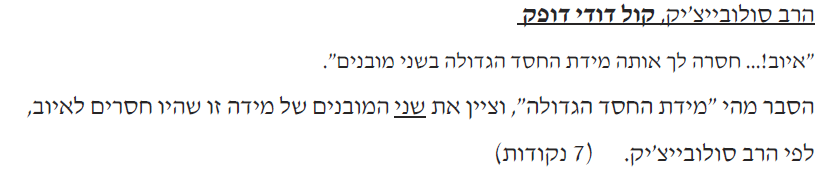 הרב סולובייצ'יק, קול דודי דופק
"איוב!... חסרה לך אותה מידת החסד הגדולה בשני מובנים".
הסבר מהי "מידת החסד הגדולה", וציין את שני המובנים של מידה זו שהיו חסרים לאיוב,
לפי הרב סולובייצ'יק. (7 נקודות)